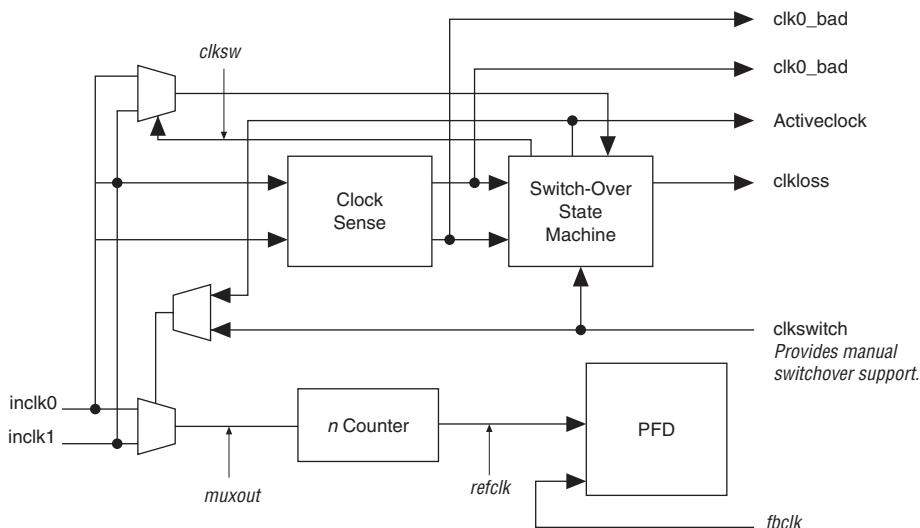 clk0_bad
clksw
clk0_bad
Activeclock
Clock
Sense
Switch-Over
State
Machine
clkloss
clkswitch
Provides manual
switchover support.
inclk0
inclk1
n Counter
PFD
muxout
refclk
fbclk